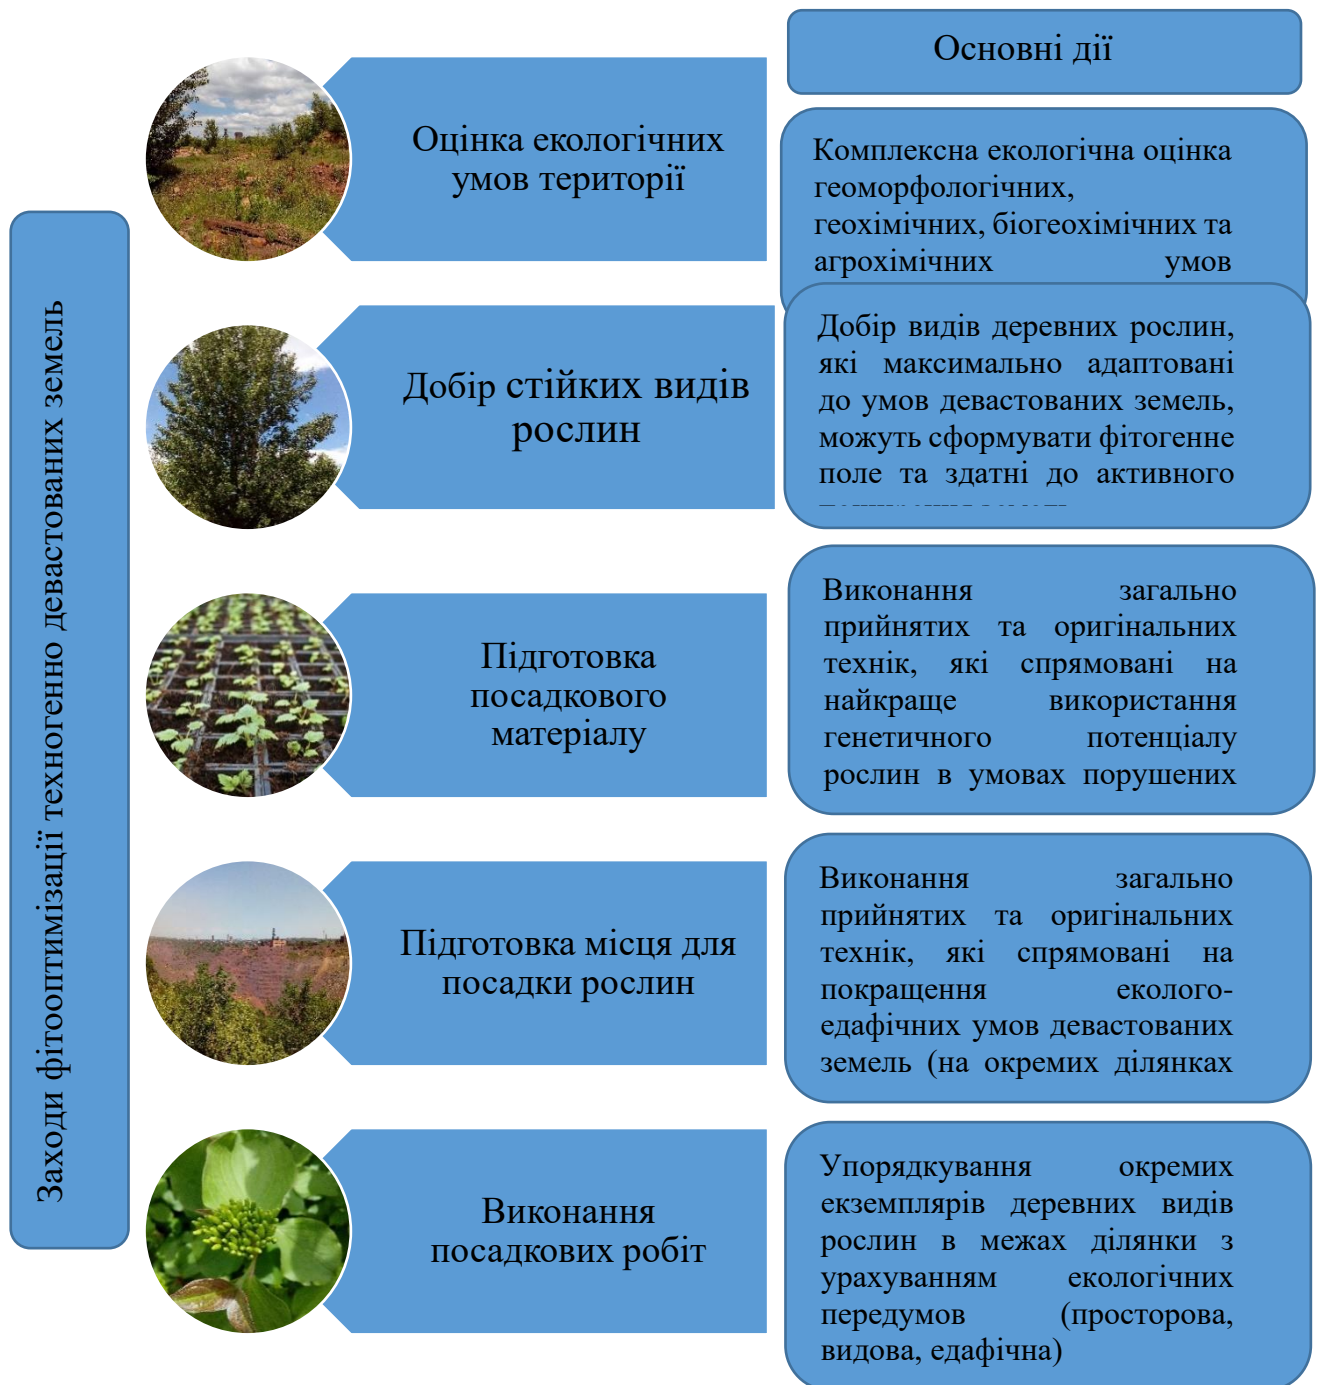 Заходи фітооптимізації техногенно девастованих земель
Основні дії
Оцінка екологічних
умов території
Комплексна екологічна оцінка
геоморфологічних,
геохімічних, біогеохімічних та
агрохімічних умов
Добір стійких видів
рослин
Добір видів деревних рослин,
які максимально адаптовані
до умов девастованих земель,
можуть сформувати фітогенне
поле та здатні до активного
Підготовка
посадкового
матеріалу
Виконання загально
прийнятих та оригінальних
технік, які спрямовані на
найкраще використання
генетичного потенціалу
рослин в умовах порушених
Підготовка місця для
посадки рослин
Виконання загально
прийнятих та оригінальних
технік, які спрямовані на
покращення еколого-
едафічних умов девастованих
земель (на окремих ділянках
Виконання
посадкових робіт
Упорядкування окремих
екземплярів деревних видів
рослин в межах ділянки з
урахуванням екологічних
передумов (просторова,
видова, едафічна)